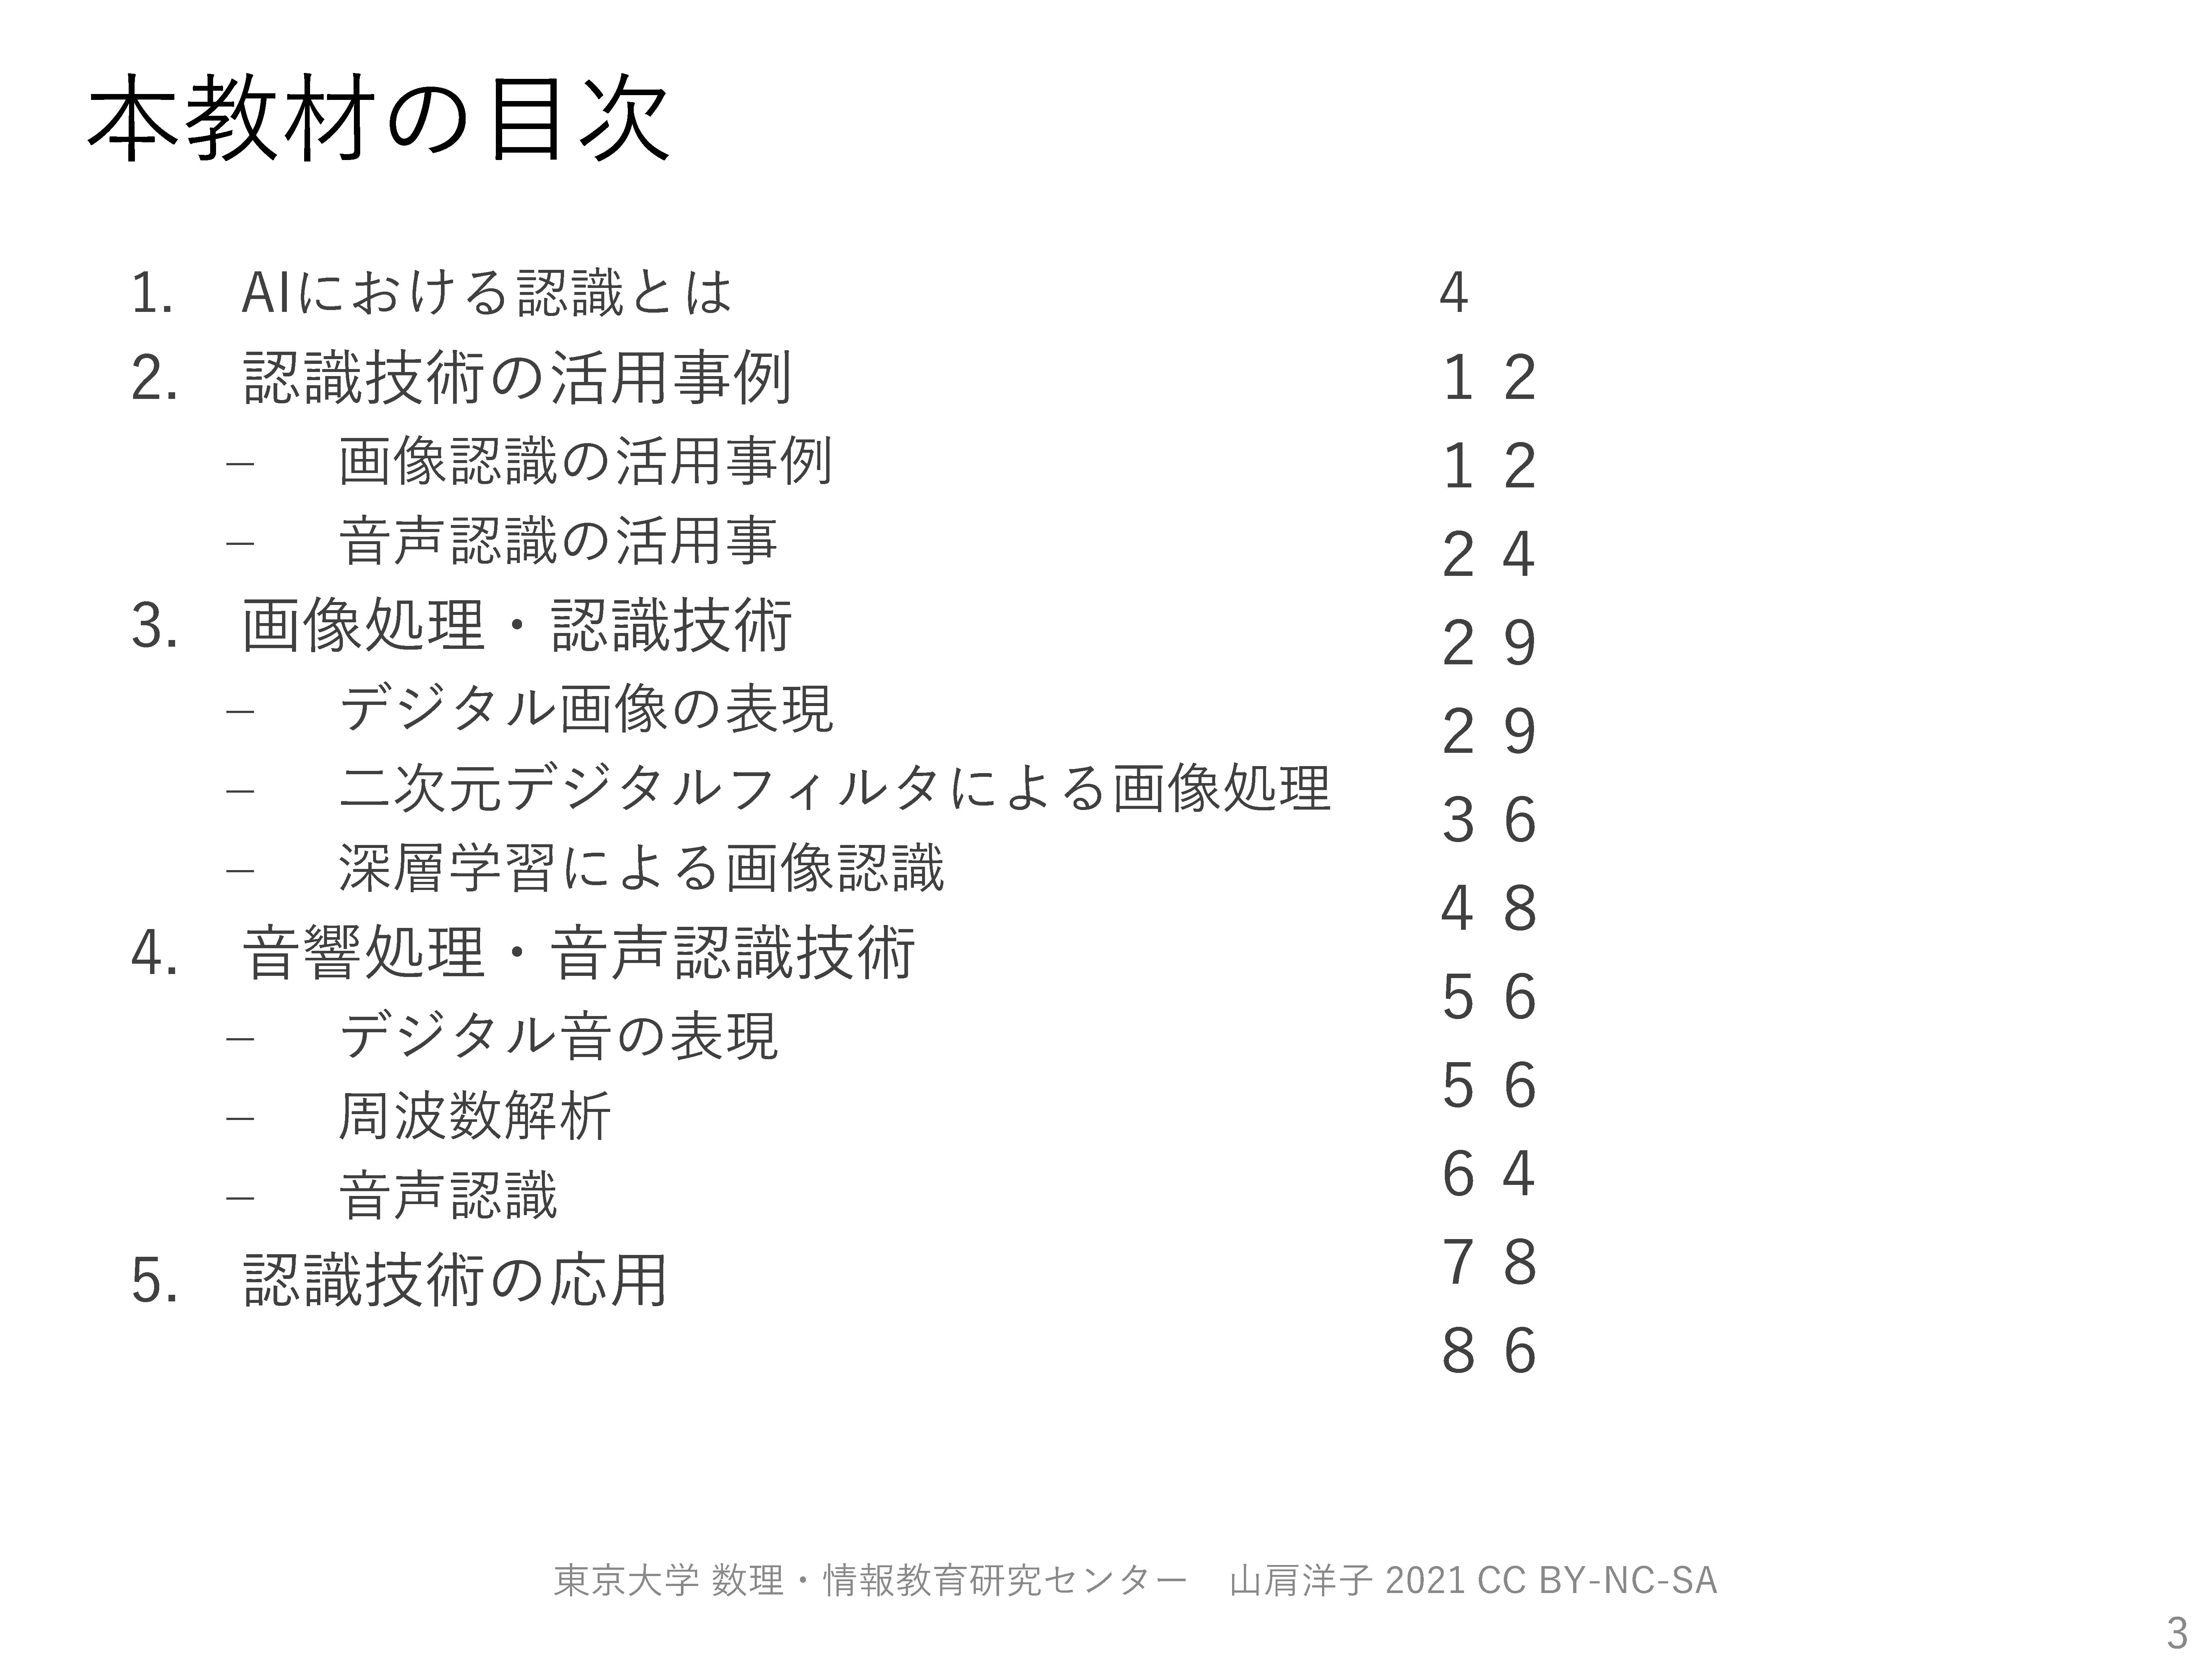 本教材の目次
1. AIにおける認識とは 4
2. 認識技術の活用事例 12
– 画像認識の活用事例 12
– 音声認識の活用事 24
3. 画像処理・認識技術 29
– デジタル画像の表現 29
– 二次元デジタルフィルタによる画像処理 36
– 深層学習による画像認識 48
4. 音響処理・音声認識技術 56
– デジタル音の表現 56
– 周波数解析 64
– 音声認識 78
5. 認識技術の応用 86
東京大学 数理・情報教育研究センター　山肩洋子 2021 CC BY-NC-SA
3